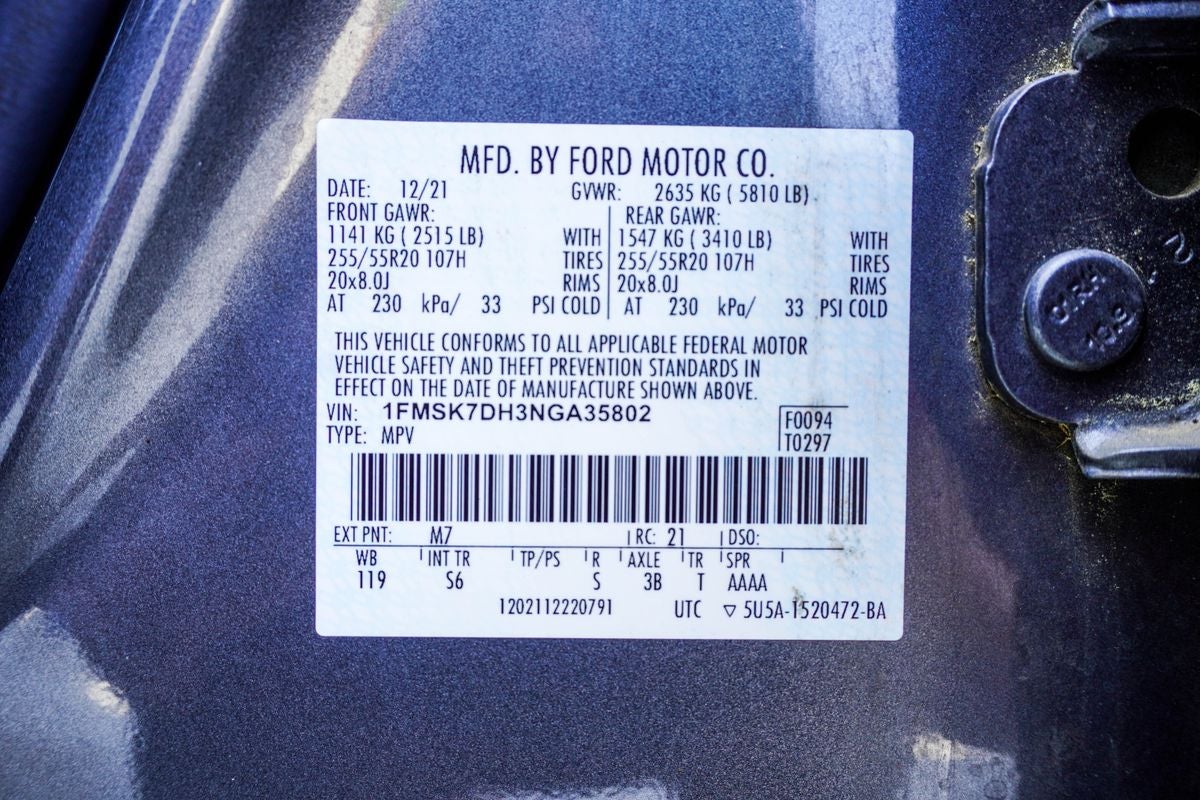 MFD. BY FORD MOTOR CO.
DATE: 12/21 GVWR: 2635 KG ( 5810 LB)
FRONT GAWR: REAR GAWR:
1141 KG ( 2515 LB) WITH 1547 KG ( 3410 LB) WITH
255/55R20 107H TIRES 255/55R20 107H TIRES
20x8.0J RIMS 20x8.0J RIMS
AT 230 kPa/ 33 PSI COLD AT 230 kPa/ 33 PSI COLD
THIS VEHICLE CONFORMS TO ALL APPLICABLE FEDERAL MOTOR
VEHICLE SAFETY AND THEFT PREVENTION STANDARDS IN
EFFECT ON THE DATE OF MANUFACTURE SHOWN ABOVE.
VIN: 1FMSK7DH3NGA35802 F0094
TYPE: MPV T0297
EXT PNT: M7 RC: 21 DSO:
WB INT TR TP/PS R AXLE TR SPR
119 S6 S 3B T AAAA
1202112220791 UTC ▽ 5U5A-1520472-BA
10.9